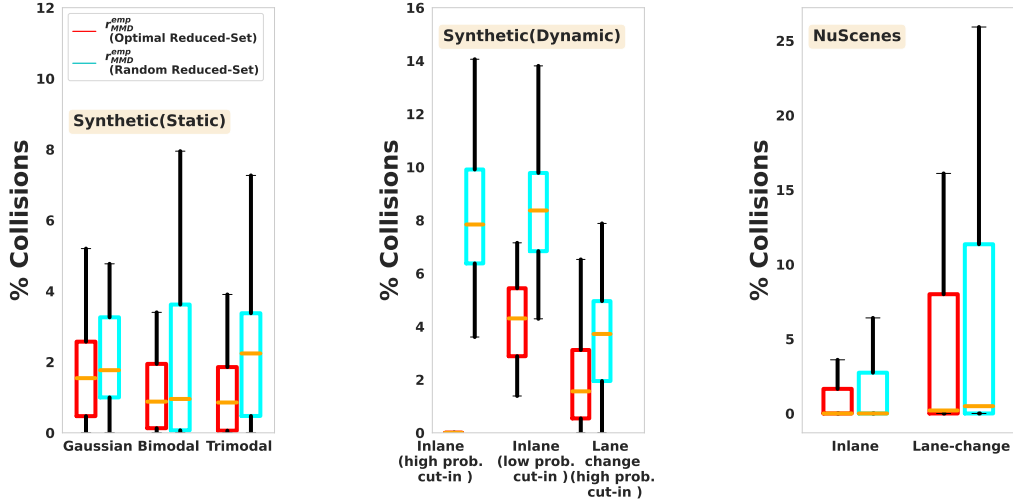 % Collisions
12
10
8
6
4
2
0
r^{emp}_{MMD}
(Optimal Reduced-Set)
r^{emp}_{MMD}
(Random Reduced-Set)
Synthetic(Static)
Gaussian Bimodal Trimodal
% Collisions
16
14
12
10
8
6
4
2
0
Synthetic(Dynamic)
Inlane
(high prob.
cut-in )
Inlane
(low prob.
cut-in )
Lane
change
(high prob.
cut-in )
% Collisions
25
20
15
10
5
0
NuScenes
Inlane Lane-change